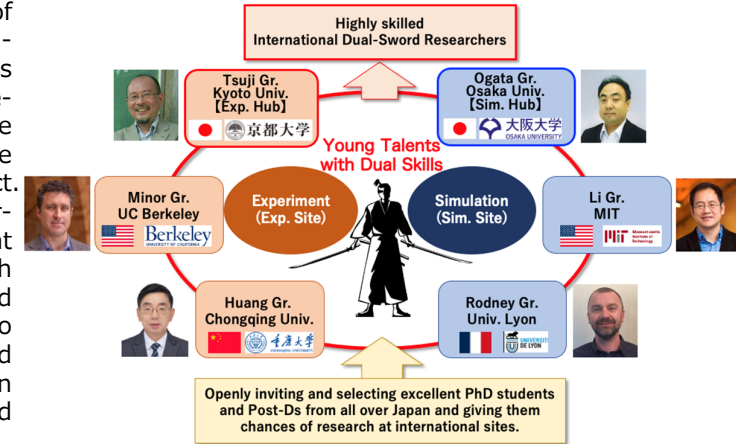 of
-
s
e-
e
e
ct.
r-
nt
h
d
o
d
n
d
Highly skilled
International Dual-Sword Researchers
Tsuji Gr.
Kyoto Univ.
【Exp. Hub】
京都大学
Ogata Gr.
Osaka Univ.
【Sim. Hub】
大阪大学
OSAKA UNIVERSITY
Young Talents
with Dual Skills
Minor Gr.
UC Berkeley
Berkeley
UNIVERSITY OF CALIFORNIA
Experiment
(Exp. Site)
Simulation
(Sim. Site)
Li Gr.
MIT
Massachusetts
Institute of
Technology
Huang Gr.
Chongqing Univ.
重庆大学
CHONGQING UNIVERSITY
Rodney Gr.
Univ. Lyon
UNIVERSITÉ
DE LYON
Openly inviting and selecting excellent PhD students
and Post-Ds from all over Japan and giving them
chances of research at international sites.